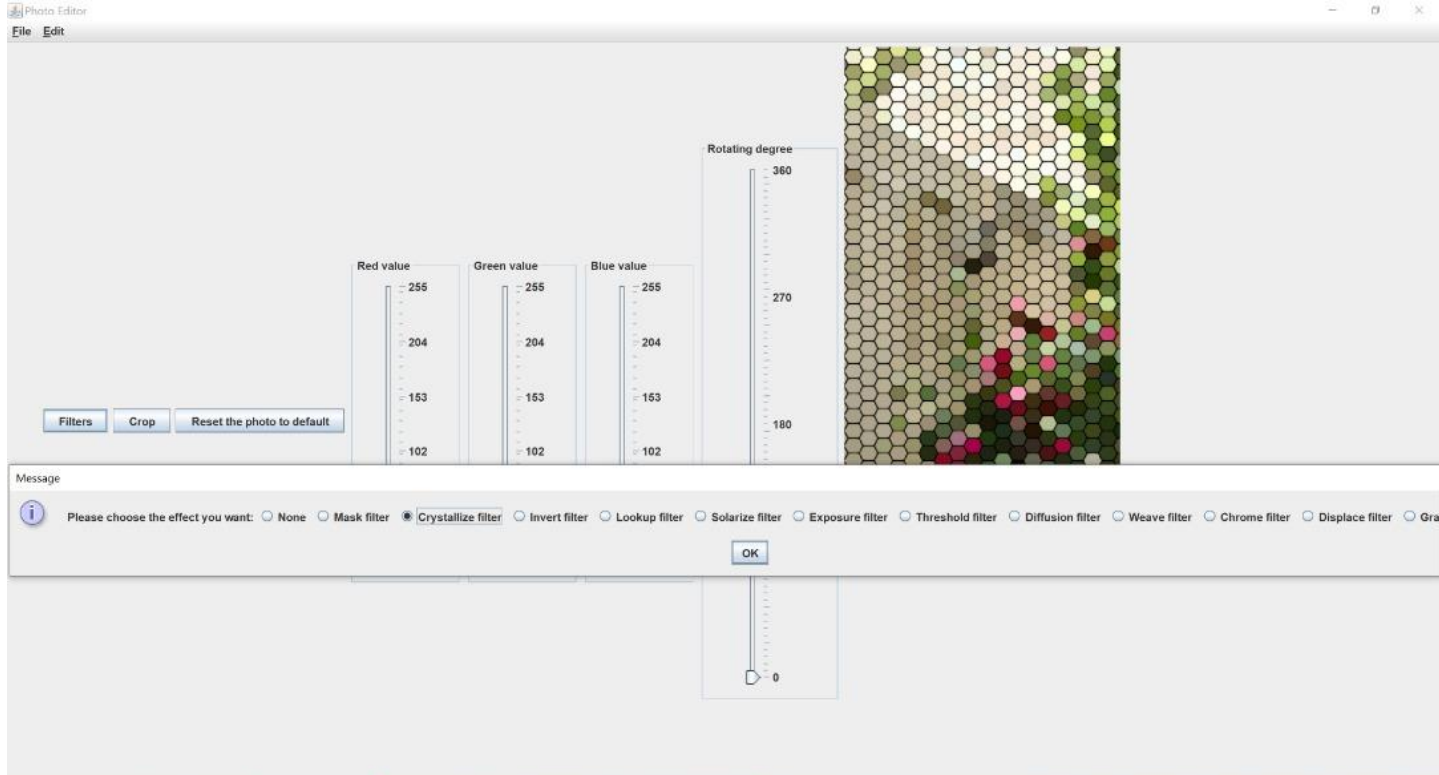 Photo Editor
File Edit
Rotating degree
360
270
180
0
Red value
255
204
153
102
Green value
255
204
153
102
Blue value
255
204
153
102
Filters Crop Reset the photo to default
Message
Please choose the effect you want: None Mask filter Crystallize filter Invert filter Lookup filter Solarize filter Exposure filter Threshold filter Diffusion filter Weave filter Chrome filter Displace filter Gra
OK